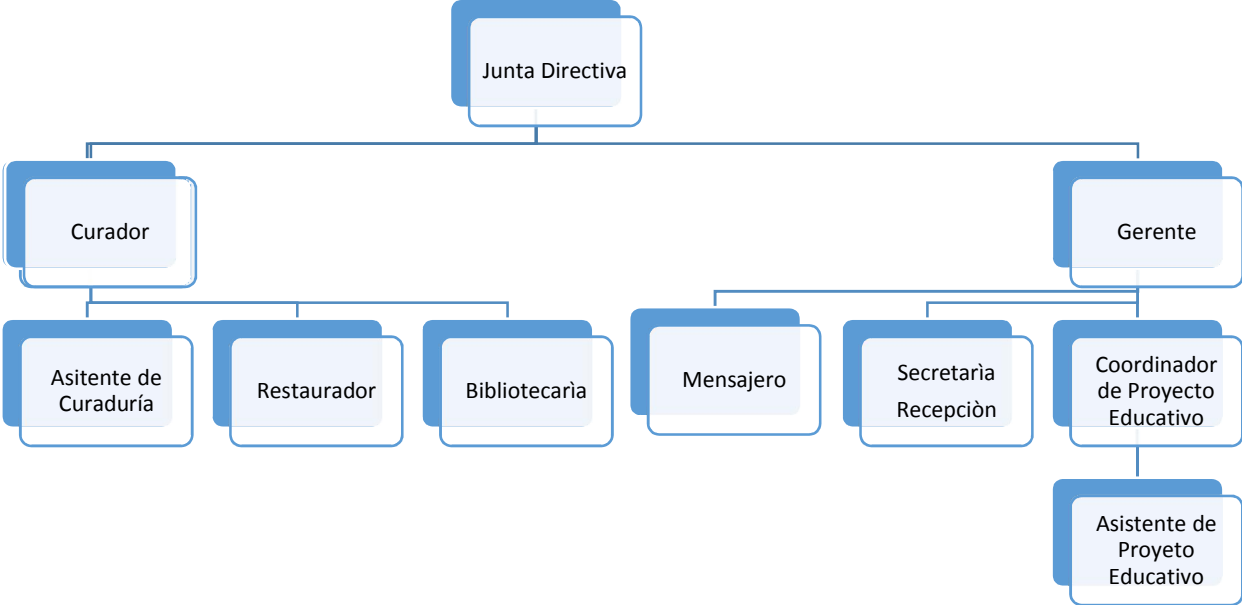 Junta Directiva
Curador
Gerente
Asitente de
Curaduría
Restaurador
Bibliotecarìa
Mensajero
Secretarìa
Recepciòn
Coordinador
de Proyecto
Educativo
Asistente de
Proyeto
Educativo